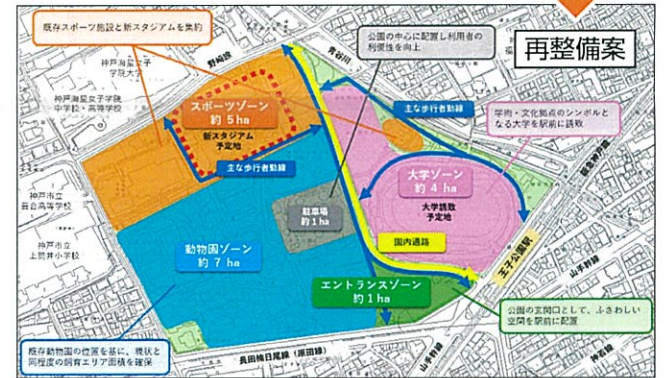 再整備案
既存スポーツ施設と新スタジアムを集約
公園の中心に配置し利用者の
利便性を向上
野崎線
青谷川
神戸海星女子
学院大学
神戸海星女子学院
中学校・高等学校
スポーツゾーン
約 5 ha
新スタジアム
予定地
主な歩行者動線
学術・文化拠点のシンボルと
なる大学を駅前に誘致
主な歩行者動線
大学ゾーン
約 4 ha
大学誘致
予定地
阪急神戸線
神戸市立
葺合高等学校
神戸市立
上筒井小学校
駐車場
約 1 ha
動物園ゾーン
約 7 ha
園内通路
王子公園駅
山手幹線
エントランスゾーン
約 1 ha
公園の玄関口として、ふさわしい
空間を駅前に配置
既存動物園の位置を基に、現状と
同程度の飼育エリア面積を確保
長田楠日尾線（原田線）
山手幹線